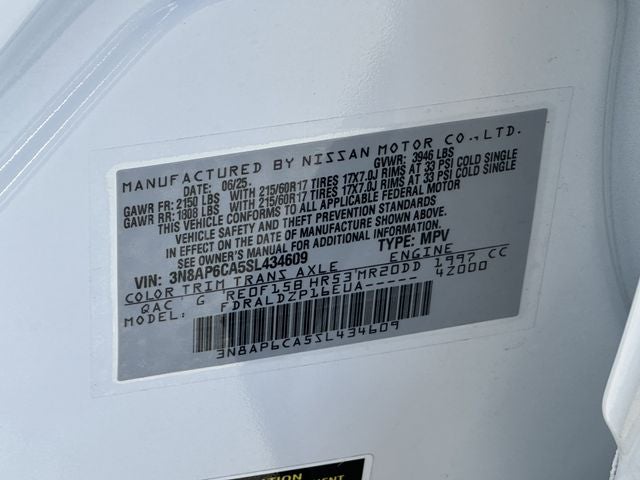 MANUFACTURED BY NISSAN MOTOR CO.,LTD.
DATE: 06/25 GVWR: 3946 LBS
GAWR FR: 2150 LBS WITH 215/60R17 TIRES 17X7.0J RIMS AT 33 PSI COLD SINGLE
GAWR RR: 1808 LBS WITH 215/60R17 TIRES 17X7.0J RIMS AT 33 PSI COLD SINGLE
THIS VEHICLE CONFORMS TO ALL APPLICABLE FEDERAL MOTOR
VEHICLE SAFETY AND THEFT PREVENTION STANDARDS
IN EFFECT ON THE DATE OF MANUFACTURE SHOWN ABOVE.
SEE OWNER'S MANUAL FOR ADDITIONAL INFORMATION.
VIN: 3N8AP6CA5SL434609 TYPE: MPV
COLOR TRIM TRANS AXLE ENGINE
QAC G RE0F15B HR53 MR20DD 1997 CC
MODEL: FDRALDZP16EUA----- 42000
3N8AP6CA5SL434609